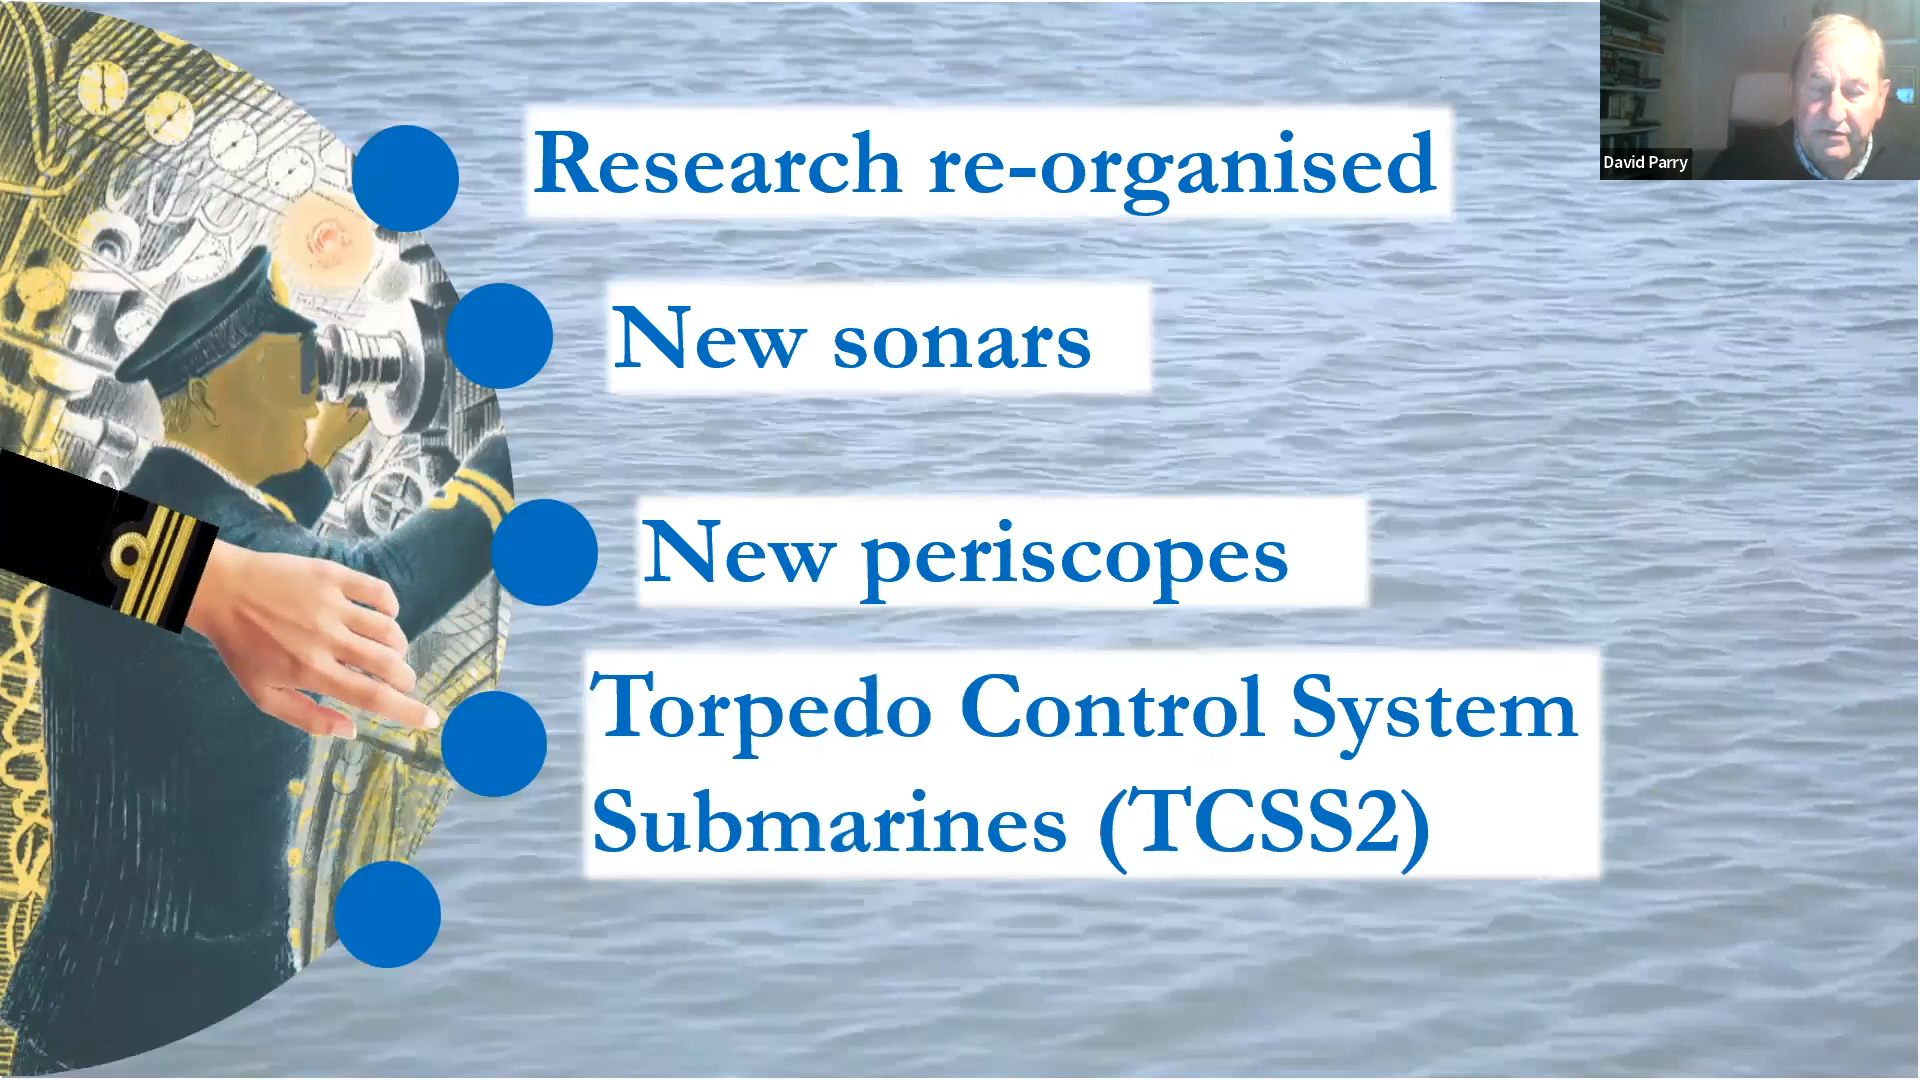 Research re-organised
David Parry
New sonars
New periscopes
Torpedo Control System
Submarines (TCSS2)